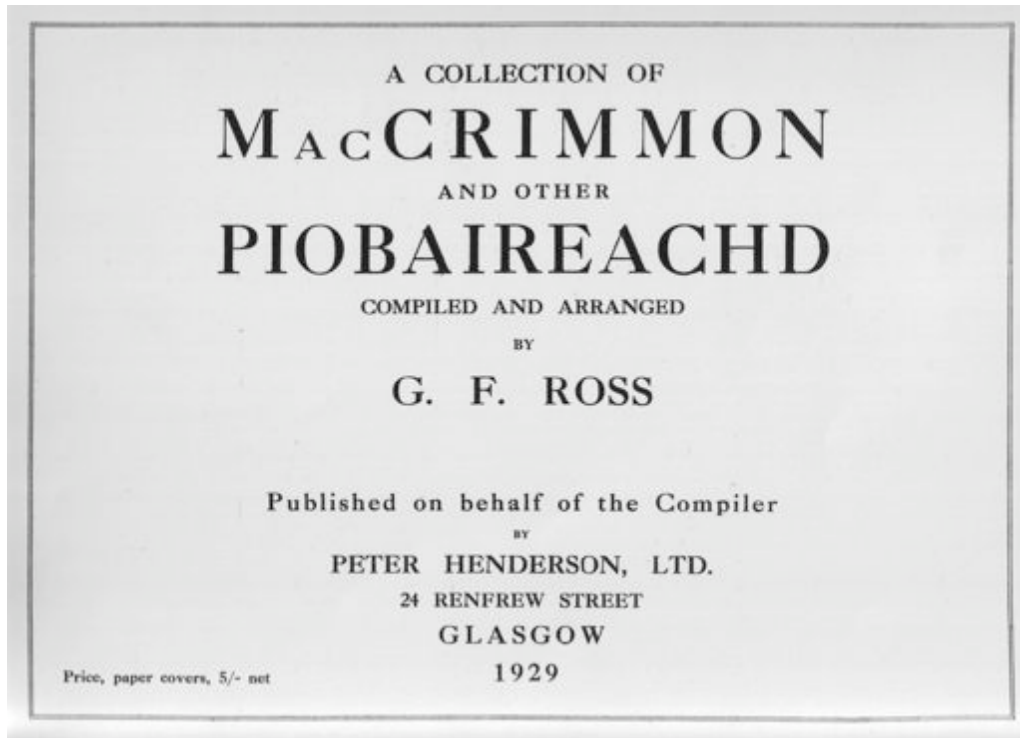 A COLLECTION OF
MacCRIMMON
AND OTHER
PIOBAIREACHD
COMPILED AND ARRANGED
BY
G. F. ROSS
Published on behalf of the Compiler
BY
PETER HENDERSON, LTD.
24 RENFREW STREET
GLASGOW
1929
Price, paper covers, 5/- net